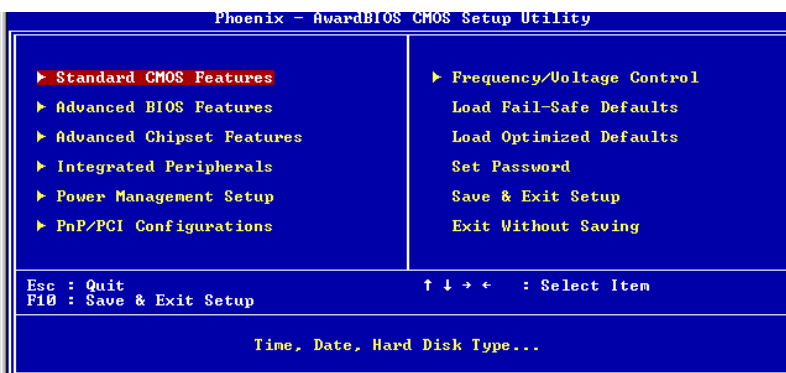 Phoenix - AwardBIOS CMOS Setup Utility
▶ Standard CMOS Features
▶ Advanced BIOS Features
▶ Advanced Chipset Features
▶ Integrated Peripherals
▶ Power Management Setup
▶ PnP/PCI Configurations
▶ Frequency/Voltage Control
Load Fail-Safe Defaults
Load Optimized Defaults
Set Password
Save & Exit Setup
Exit Without Saving
Esc : Quit
F10 : Save & Exit Setup
↑ ↓ → ← : Select Item
Time, Date, Hard Disk Type...